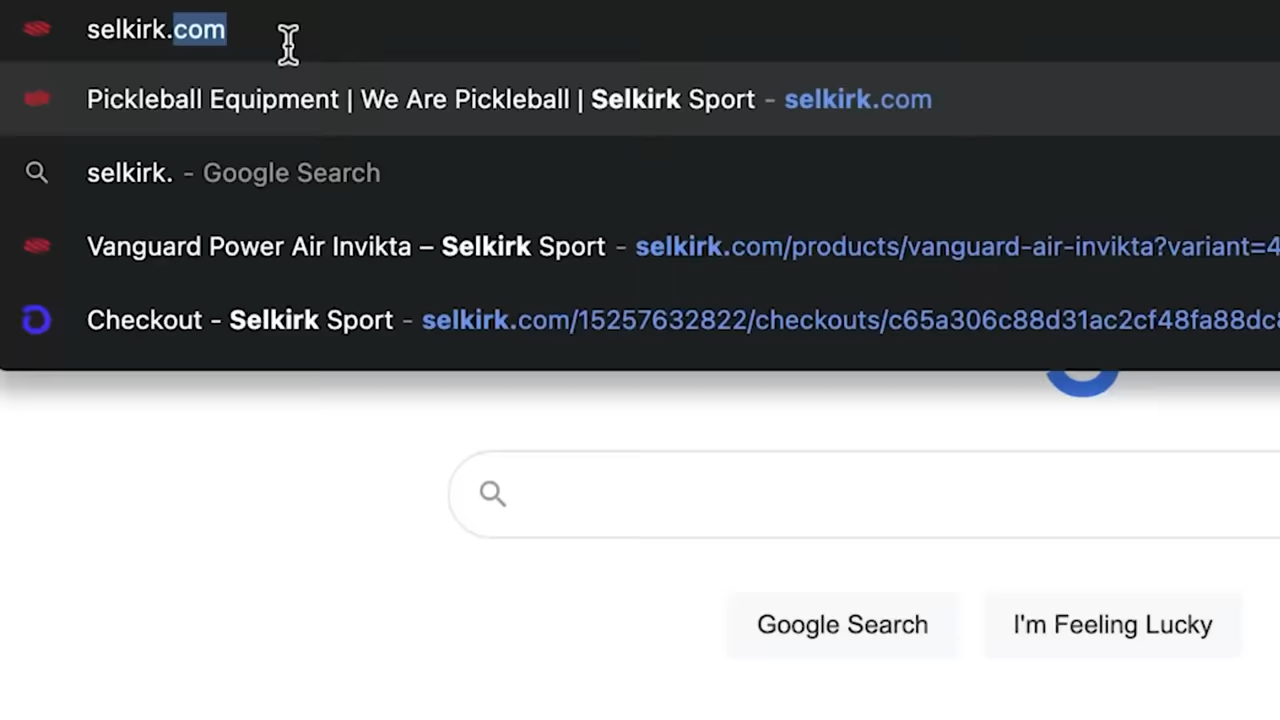 selkirk.com
Pickleball Equipment | We Are Pickleball | Selkirk Sport - selkirk.com
selkirk. - Google Search
Vanguard Power Air Invikta – Selkirk Sport - selkirk.com/products/vanguard-air-invikta?variant=4
Checkout - Selkirk Sport - selkirk.com/15257632822/checkouts/c65a306c88d31ac2cf48fa88dc
Google Search
I'm Feeling Lucky